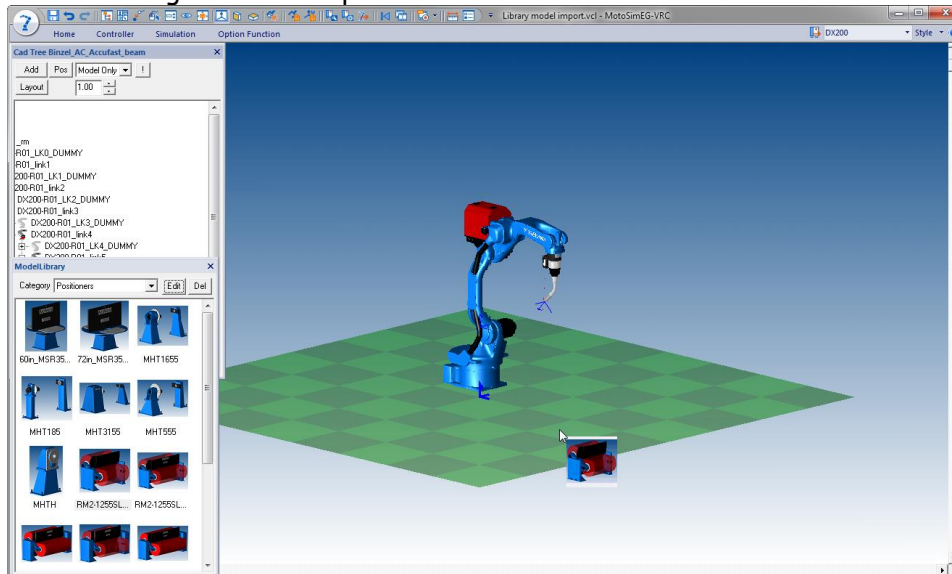 Library model import.vcl - MotoSimEG-VRC
Home Controller Simulation Option Function
DX200 Style
Cad Tree Binzel_AC_Accufast_beam X
Add Pos Model Only !
Layout 1.00
_rm
R01_LK0_DUMMY
R01_link1
200-R01_LK1_DUMMY
200-R01_link2
DX200-R01_LK2_DUMMY
DX200-R01_link3
DX200-R01_LK3_DUMMY
DX200-R01_link4
DX200-R01_LK4_DUMMY
ModelLibrary X
Category Positioners Edit Del
60in_MSR35... 72in_MSR35... MHT1655
MHT185 MHT3155 MHT555
MHTH RM2-1255SL... RM2-1255SL...